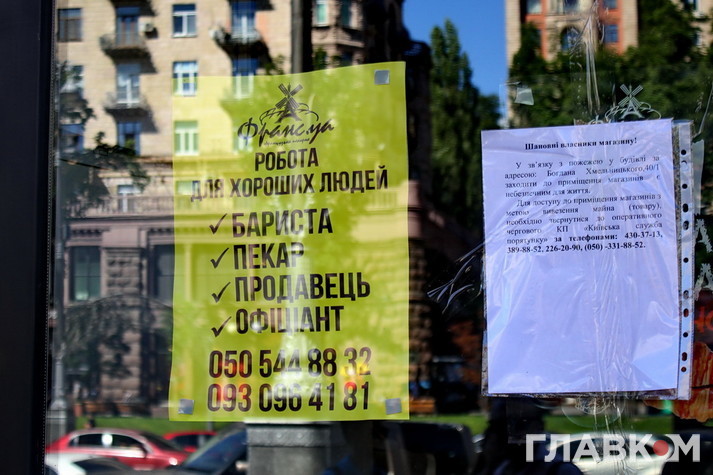 Франс.уа
РОБОТА
ДЛЯ ХОРОШИХ ЛЮДЕЙ
✓ БАРИСТА
✓ ПЕКАР
✓ ПРОДАВЕЦЬ
✓ ОФІЦІАНТ
050 544 88 32
093 096 41 81
Шановні власники магазину!
У зв'язку з пожежею у будівлі за
адресою: Богдана Хмельницького,40/1
заходити до приміщення магазинів є
небезпечним для життя.
Для доступу до приміщення магазинів з
метою вивезення майна (товару),
необхідно звернутися до оперативного
чергового КП «Київська служба
порятунку» за телефонами: 430-37-13,
389-88-52, 226-20-90, (050) -331-88-52.
ГЛАВКОМ